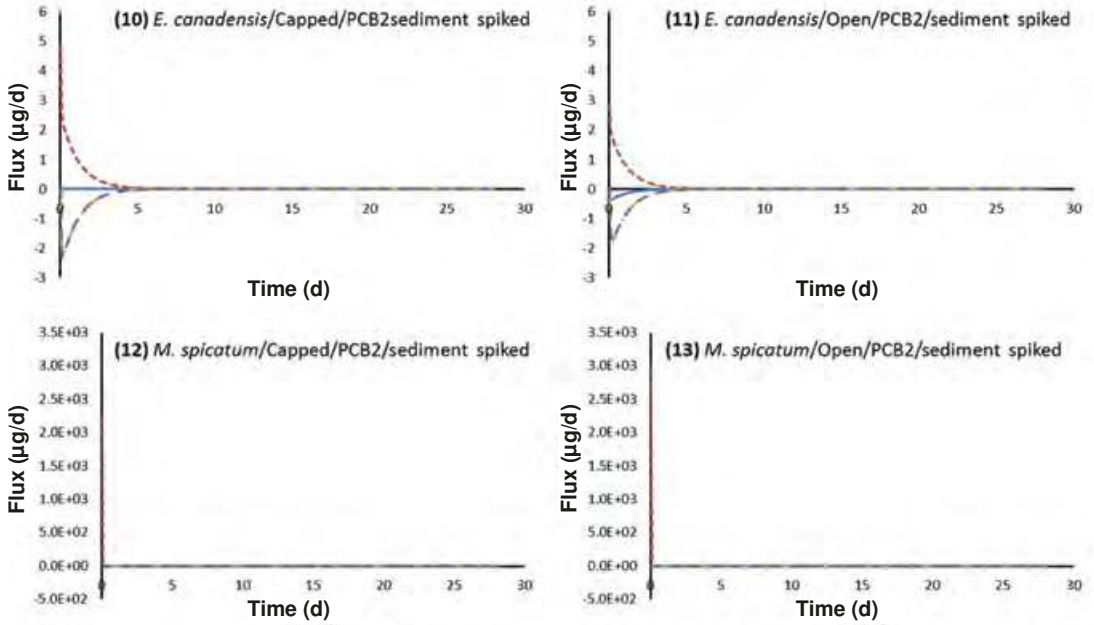 (10) E. canadensis/Capped/PCB2sediment spiked
6
5
4
3
2
1
0
-1
-2
-3
Flux (µg/d)
0 5 10 15 20 25 30
Time (d)
(11) E. canadensis/Open/PCB2/sediment spiked
6
5
4
3
2
1
0
-1
-2
-3
Flux (µg/d)
0 5 10 15 20 25 30
Time (d)
(12) M. spicatum/Capped/PCB2/sediment spiked
3.5E+03
3.0E+03
2.5E+03
2.0E+03
1.5E+03
1.0E+03
5.0E+02
0.0E+00
-5.0E+02
Flux (µg/d)
0 5 10 15 20 25 30
Time (d)
(13) M. spicatum/Open/PCB2/sediment spiked
3.5E+03
3.0E+03
2.5E+03
2.0E+03
1.5E+03
1.0E+03
5.0E+02
0.0E+00
-5.0E+02
Flux (µg/d)
0 5 10 15 20 25 30
Time (d)